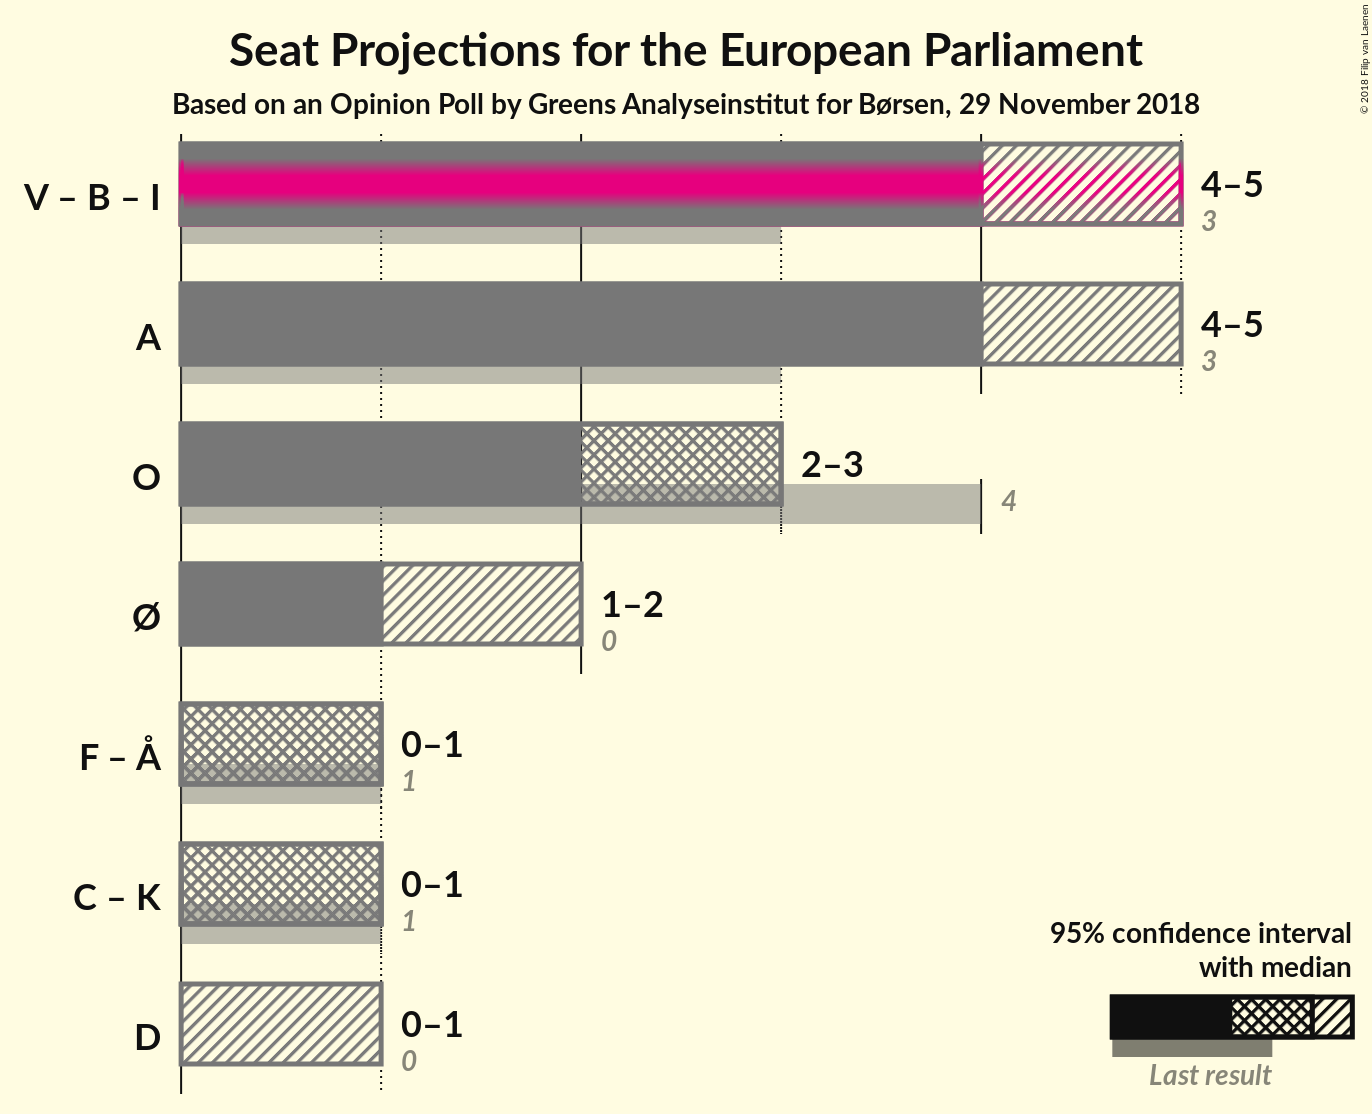 Seat Projections for the European Parliament
Based on an Opinion Poll by Greens Analyseinstitut for Børsen, 29 November 2018
© 2018 Filip van Laenen
V – B – I
4–5
3
A
4–5
3
O
2–3
4
Ø
1–2
0
F – Å
0–1
1
C – K
0–1
1
D
0–1
0
95% confidence interval
with median
Last result